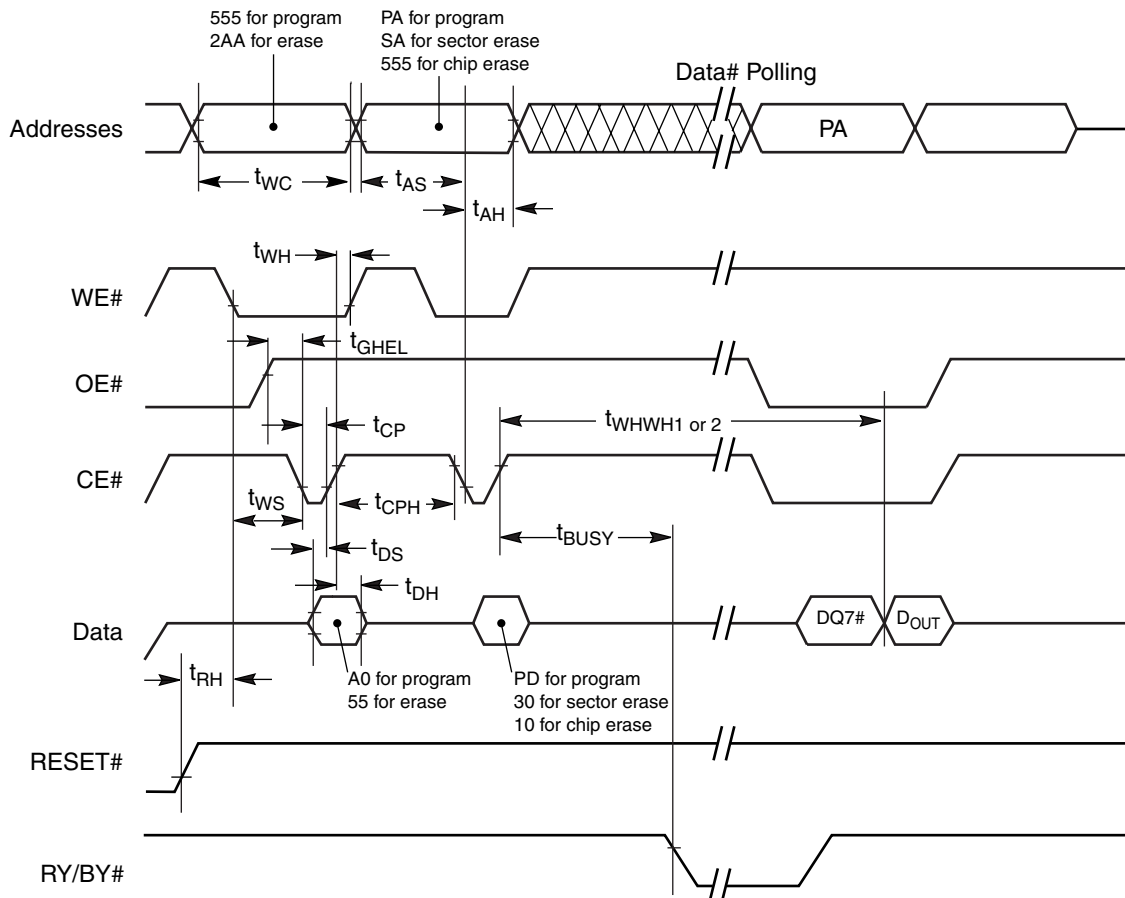 555 for program
2AA for erase
PA for program
SA for sector erase
555 for chip erase
Data# Polling
Addresses
PA
tWC
tAS
tAH
tWH
WE#
tGHEL
OE#
tWHWH1 or 2
tCP
CE#
tWS
tCPH
tBUSY
tDS
tDH
Data
DQ7#
DOUT
tRH
A0 for program
55 for erase
PD for program
30 for sector erase
10 for chip erase
RESET#
RY/BY#